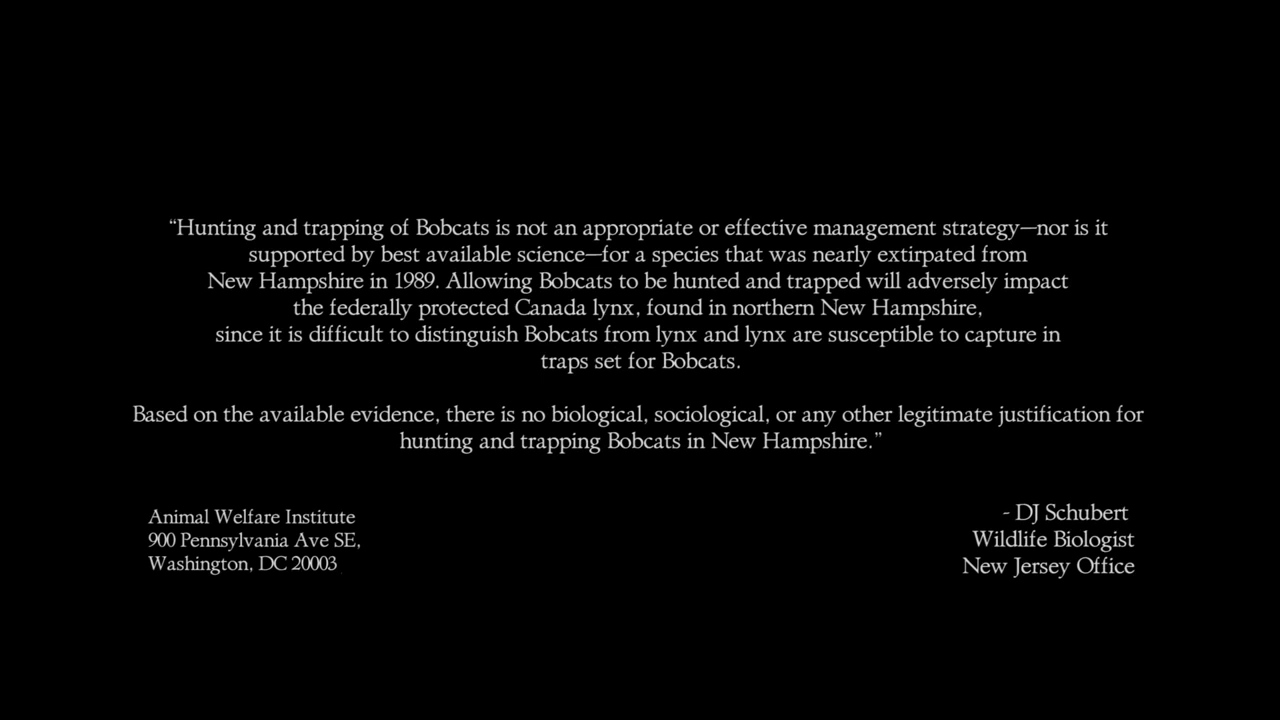 “Hunting and trapping of Bobcats is not an appropriate or effective management strategy—nor is it
supported by best available science—for a species that was nearly extirpated from
New Hampshire in 1989. Allowing Bobcats to be hunted and trapped will adversely impact
the federally protected Canada lynx, found in northern New Hampshire,
since it is difficult to distinguish Bobcats from lynx and lynx are susceptible to capture in
traps set for Bobcats.
Based on the available evidence, there is no biological, sociological, or any other legitimate justification for
hunting and trapping Bobcats in New Hampshire.”
Animal Welfare Institute
900 Pennsylvania Ave SE,
Washington, DC 20003
- DJ Schubert
Wildlife Biologist
New Jersey Office